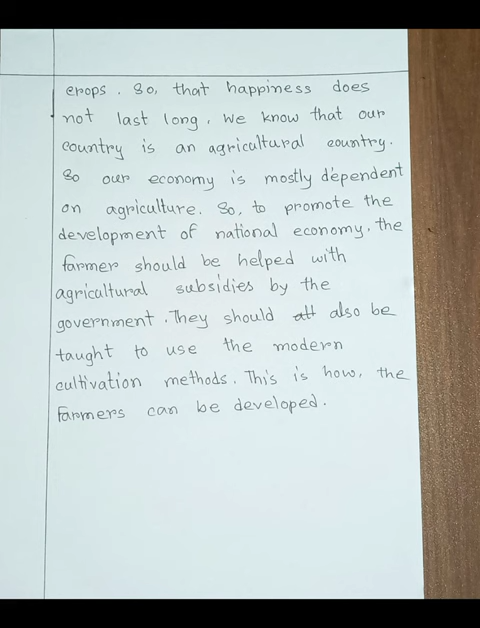 crops. So, that happiness does
not last long. We know that our
country is an agricultural country.
So our economy is mostly dependent
on agriculture. So, to promote the
development of national economy, the
farmer should be helped with
agricultural subsidies by the
government. They should also be
taught to use the modern
cultivation methods. This is how, the
farmers can be developed.